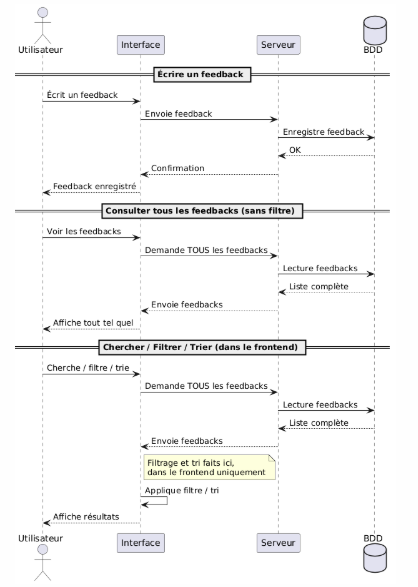 Utilisateur
Interface
Serveur
BDD
Écrire un feedback
Écrit un feedback
Envoie feedback
Enregistre feedback
OK
Confirmation
Feedback enregistré
Consulter tous les feedbacks (sans filtre)
Voir les feedbacks
Demande TOUS les feedbacks
Lecture feedbacks
Liste complète
Envoie feedbacks
Affiche tout tel quel
Chercher / Filtrer / Trier (dans le frontend)
Cherche / filtre / trie
Demande TOUS les feedbacks
Lecture feedbacks
Liste complète
Envoie feedbacks
Filtrage et tri faits ici,
dans le frontend uniquement
Applique filtre / tri
Affiche résultats
Utilisateur
Interface
Serveur
BDD